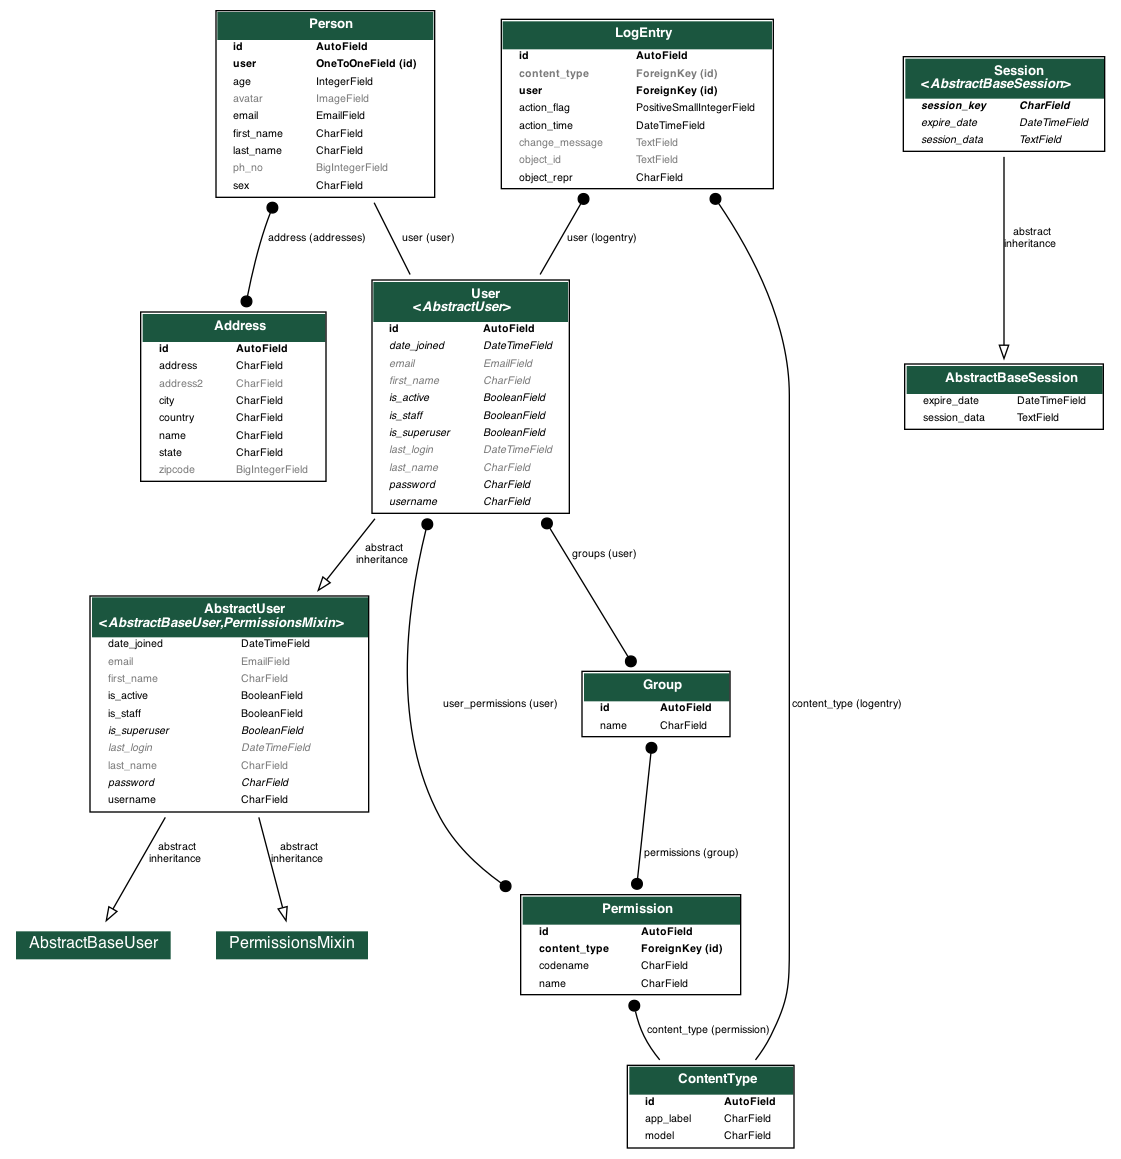 Person
id AutoField
user OneToOneField (id)
age IntegerField
avatar ImageField
email EmailField
first_name CharField
last_name CharField
ph_no BigIntegerField
sex CharField
LogEntry
id AutoField
content_type ForeignKey (id)
user ForeignKey (id)
action_flag PositiveSmallIntegerField
action_time DateTimeField
change_message TextField
object_id TextField
object_repr CharField
Session
<AbstractBaseSession>
session_key CharField
expire_date DateTimeField
session_data TextField
address (addresses)
user (user)
user (logentry)
abstract
inheritance
Address
id AutoField
address CharField
address2 CharField
city CharField
country CharField
name CharField
state CharField
zipcode BigIntegerField
User
<AbstractUser>
id AutoField
date_joined DateTimeField
email EmailField
first_name CharField
is_active BooleanField
is_staff BooleanField
is_superuser BooleanField
last_login DateTimeField
last_name CharField
password CharField
username CharField
AbstractBaseSession
expire_date DateTimeField
session_data TextField
abstract
inheritance
groups (user)
AbstractUser
<AbstractBaseUser,PermissionsMixin>
date_joined DateTimeField
email EmailField
first_name CharField
is_active BooleanField
is_staff BooleanField
is_superuser BooleanField
last_login DateTimeField
last_name CharField
password CharField
username CharField
user_permissions (user)
Group
id AutoField
name CharField
content_type (logentry)
abstract
inheritance
abstract
inheritance
permissions (group)
AbstractBaseUser
PermissionsMixin
Permission
id AutoField
content_type ForeignKey (id)
codename CharField
name CharField
content_type (permission)
ContentType
id AutoField
app_label CharField
model CharField